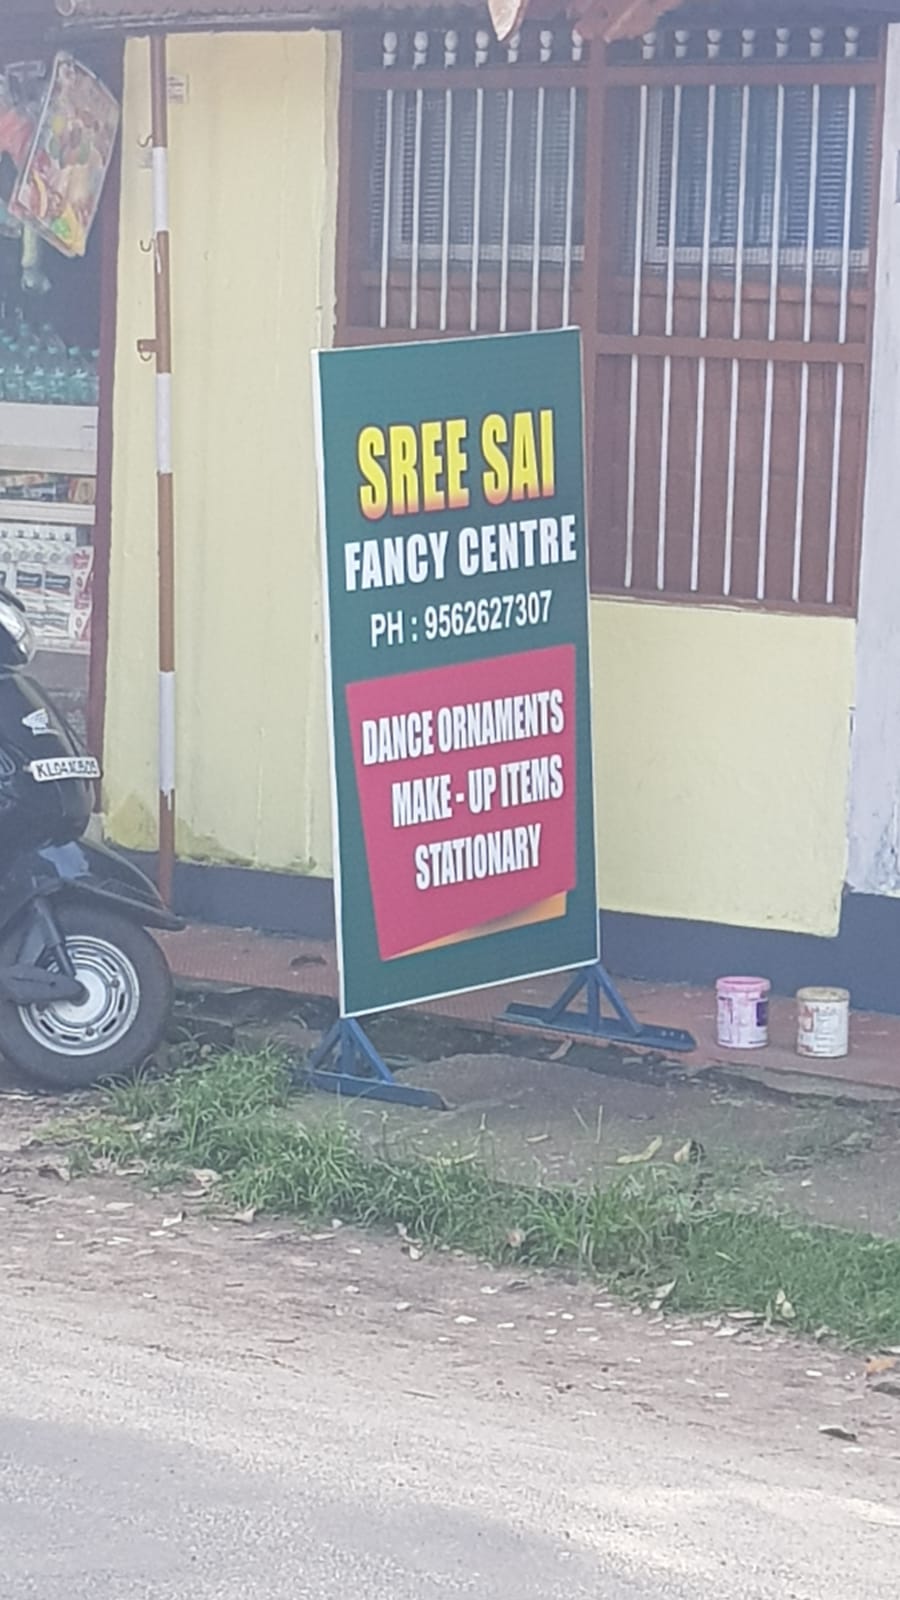 SREE SAI
FANCY CENTRE
PH : 9562627307
DANCE ORNAMENTS
MAKE - UP ITEMS
STATIONARY